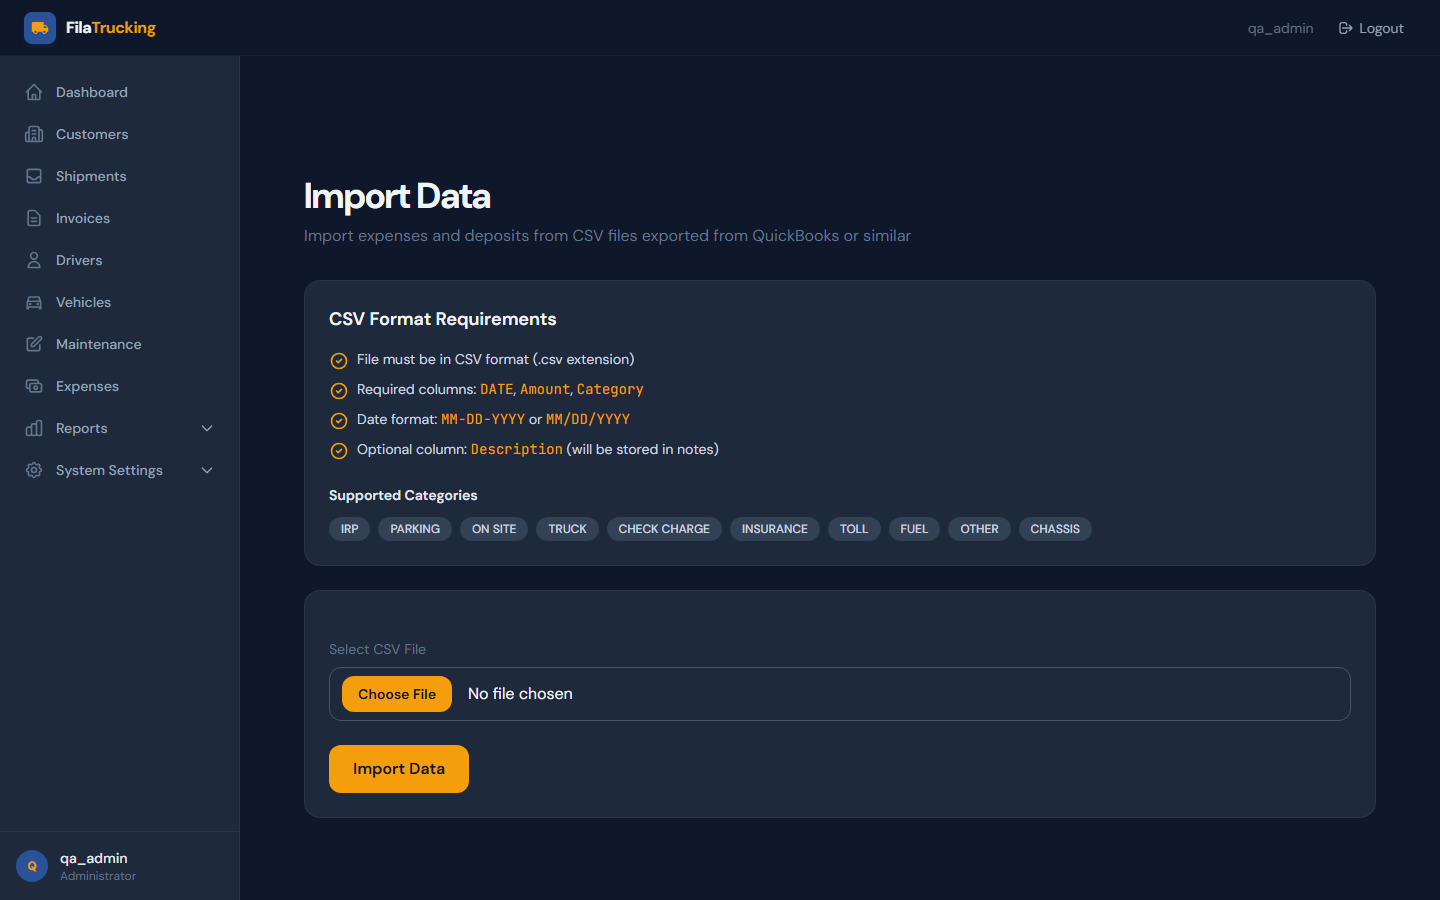 FilaTrucking
qa_admin
Logout
Dashboard
Customers
Shipments
Invoices
Drivers
Vehicles
Maintenance
Expenses
Reports
System Settings
qa_admin
Administrator
Q
Import Data
Import expenses and deposits from CSV files exported from QuickBooks or similar
CSV Format Requirements
File must be in CSV format (.csv extension)
Required columns: DATE, Amount, Category
Date format: MM-DD-YYYY or MM/DD/YYYY
Optional column: Description (will be stored in notes)
Supported Categories
IRP PARKING ON SITE TRUCK CHECK CHARGE INSURANCE TOLL FUEL OTHER CHASSIS
Select CSV File
Choose File No file chosen
Import Data